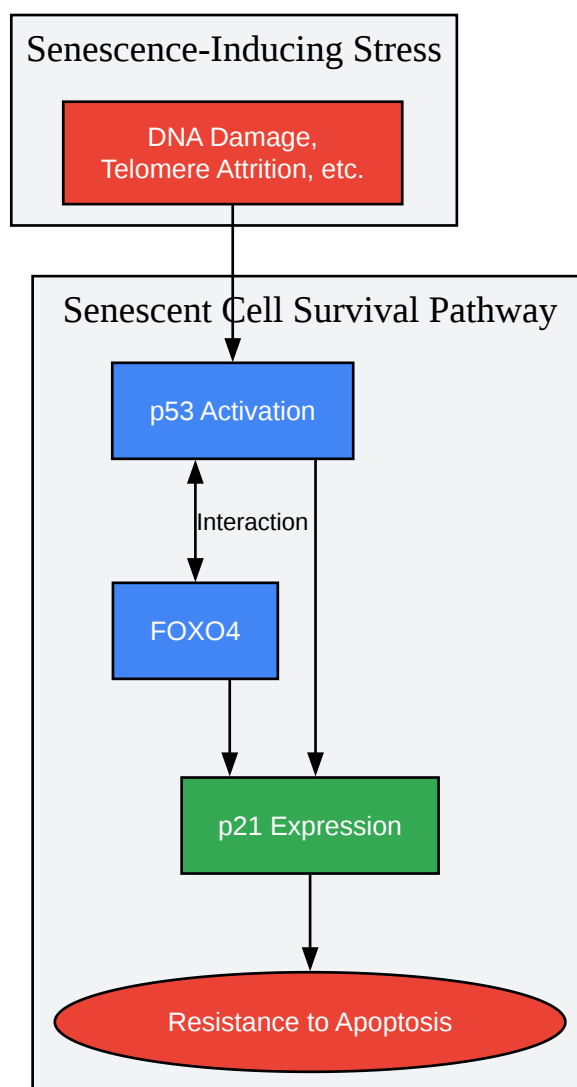 Senescence-Inducing Stress
DNA Damage,
Telomere Attrition, etc.
Senescent Cell Survival Pathway
p53 Activation
Interaction
FOXO4
p21 Expression
Resistance to Apoptosis